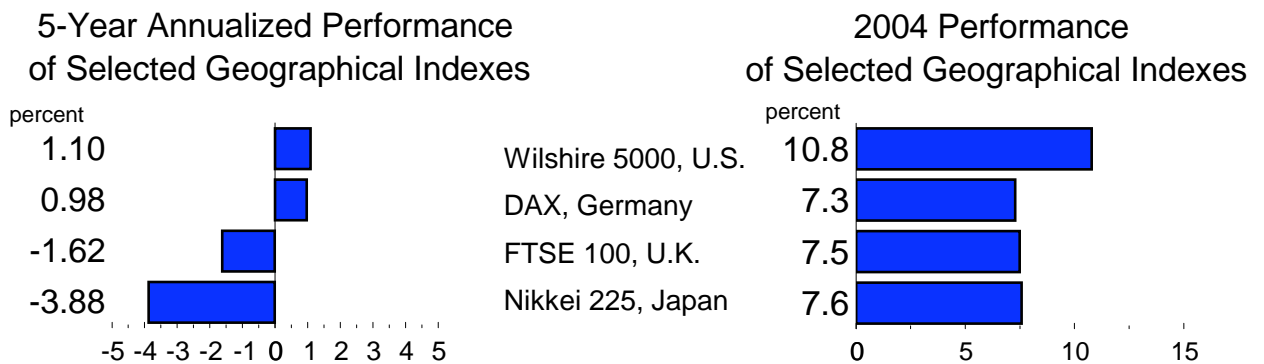 5-Year Annualized Performance
of Selected Geographical Indexes
percent
1.10
0.98
-1.62
-3.88
-5 -4 -3 -2 -1 0 1 2 3 4 5
Wilshire 5000, U.S.
DAX, Germany
FTSE 100, U.K.
Nikkei 225, Japan
2004 Performance
of Selected Geographical Indexes
percent
10.8
7.3
7.5
7.6
0 5 10 15